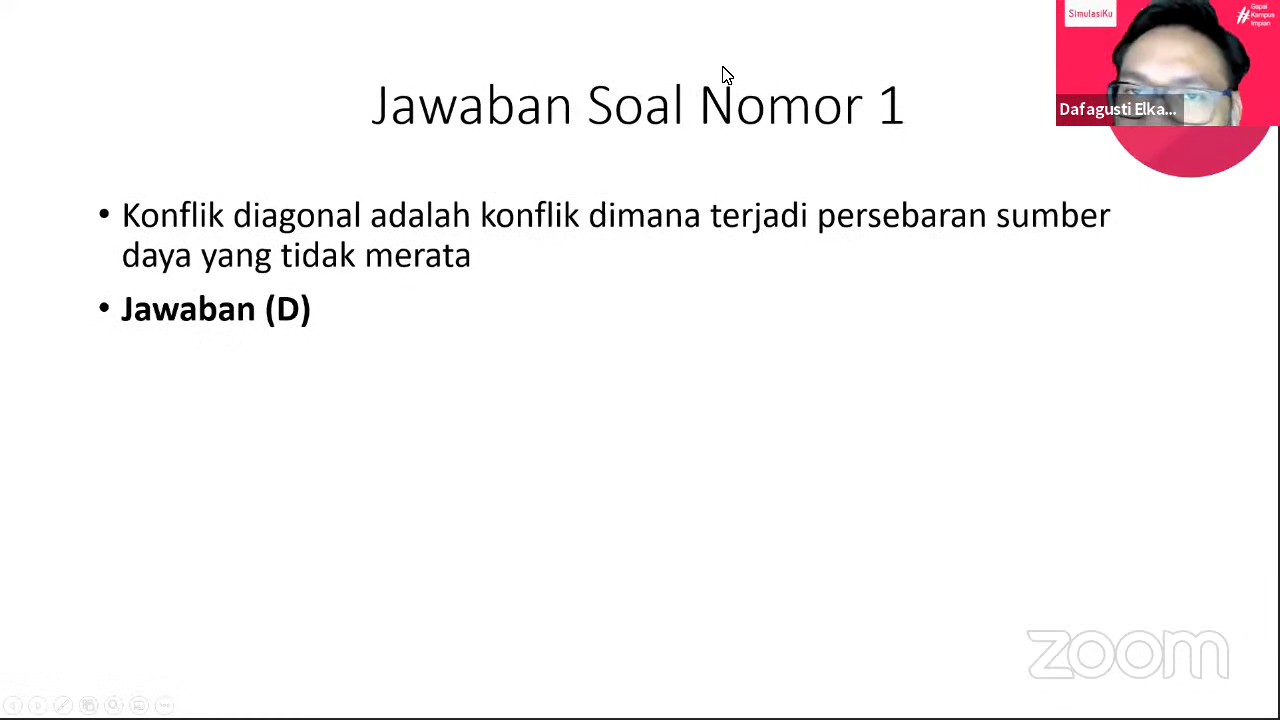 SimulasiKu
Gapai
Kampus
Impian
Dafagusti Elka...
Jawaban Soal Nomor 1
• Konflik diagonal adalah konflik dimana terjadi persebaran sumber
daya yang tidak merata
• Jawaban (D)
zoom